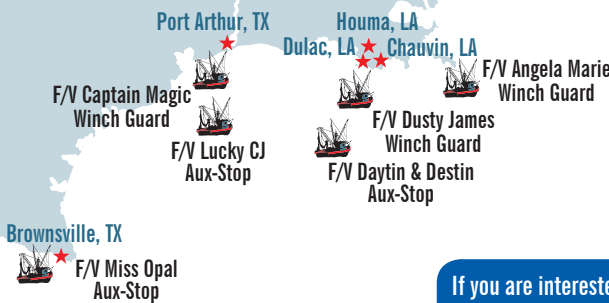 Port Arthur, TX
Houma, LA
Dulac, LA
Chauvin, LA
F/V Angela Marie
Winch Guard
F/V Captain Magic
Winch Guard
F/V Dusty James
Winch Guard
F/V Lucky CJ
Aux-Stop
F/V Daytin & Destin
Aux-Stop
Brownsville, TX
F/V Miss Opal
Aux-Stop
If you are